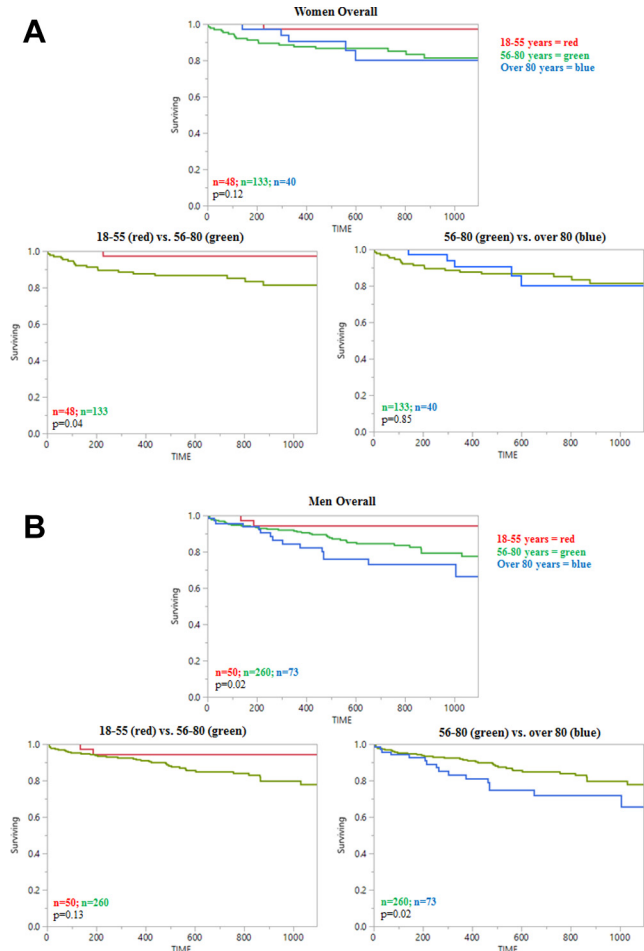 A
Women Overall
18-55 years = red
56-80 years = green
Over 80 years = blue
Surviving
1.0
0.8
0.6
0.4
0.2
0.0
n=48; n=133; n=40
p=0.12
0 200 400 600 800 1000
TIME
18-55 (red) vs. 56-80 (green)
Surviving
1.0
0.8
0.6
0.4
0.2
0.0
n=48; n=133
p=0.04
0 200 400 600 800 1000
TIME
56-80 (green) vs. over 80 (blue)
Surviving
1.0
0.8
0.6
0.4
0.2
0.0
n=133; n=40
p=0.85
0 200 400 600 800 1000
TIME
B
Men Overall
18-55 years = red
56-80 years = green
Over 80 years = blue
Surviving
1.0
0.8
0.6
0.4
0.2
0.0
n=50; n=260; n=73
p=0.02
0 200 400 600 800 1000
TIME
18-55 (red) vs. 56-80 (green)
Surviving
1.0
0.8
0.6
0.4
0.2
0.0
n=50; n=260
p=0.13
0 200 400 600 800 1000
TIME
56-80 (green) vs. over 80 (blue)
Surviving
1.0
0.8
0.6
0.4
0.2
0.0
n=260; n=73
p=0.02
0 200 400 600 800 1000
TIME